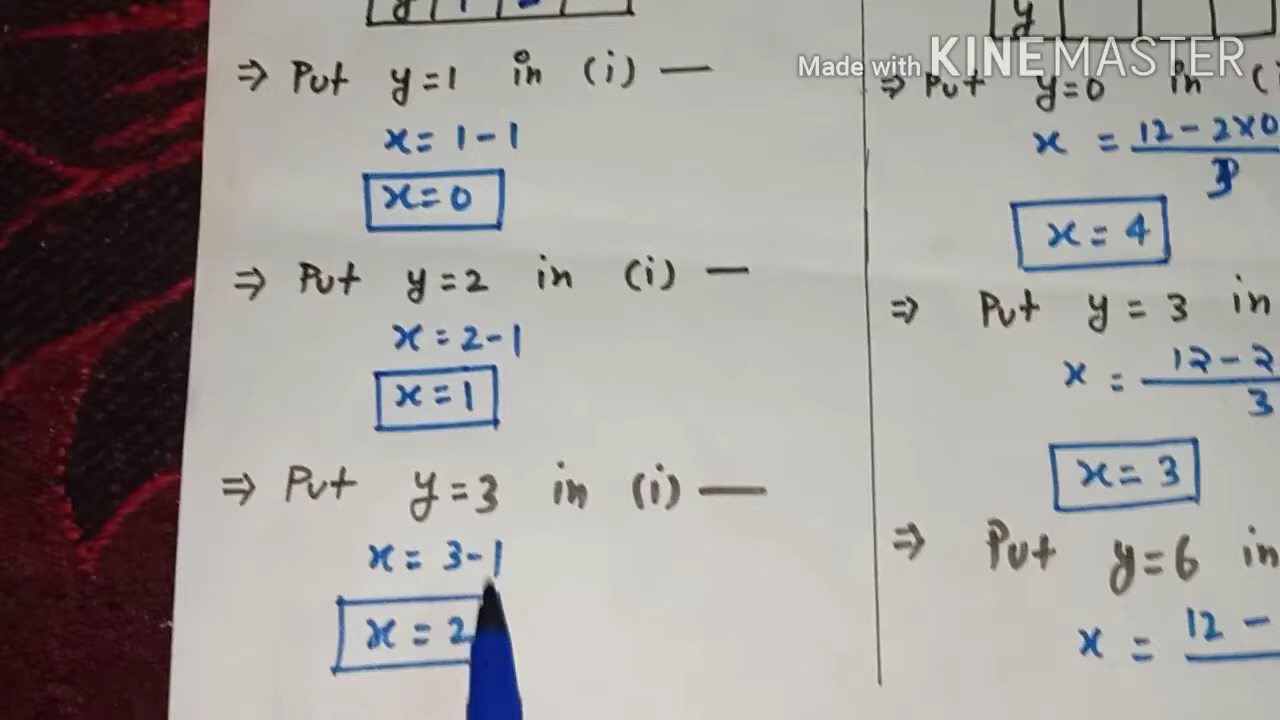 y 1 2
⇒ Put y=1 in (i) —
x = 1-1
x=0
⇒ Put y=2 in (i) —
x = 2-1
x=1
⇒ Put y=3 in (i) —
x = 3-1
x = 2
y
Made with KINEMASTER
⇒ Put y=0 in (i
x = 12-2×0
3
x = 4
⇒ Put y = 3 in
x = 12-2
3
x = 3
⇒ Put y=6 in
x = 12 -